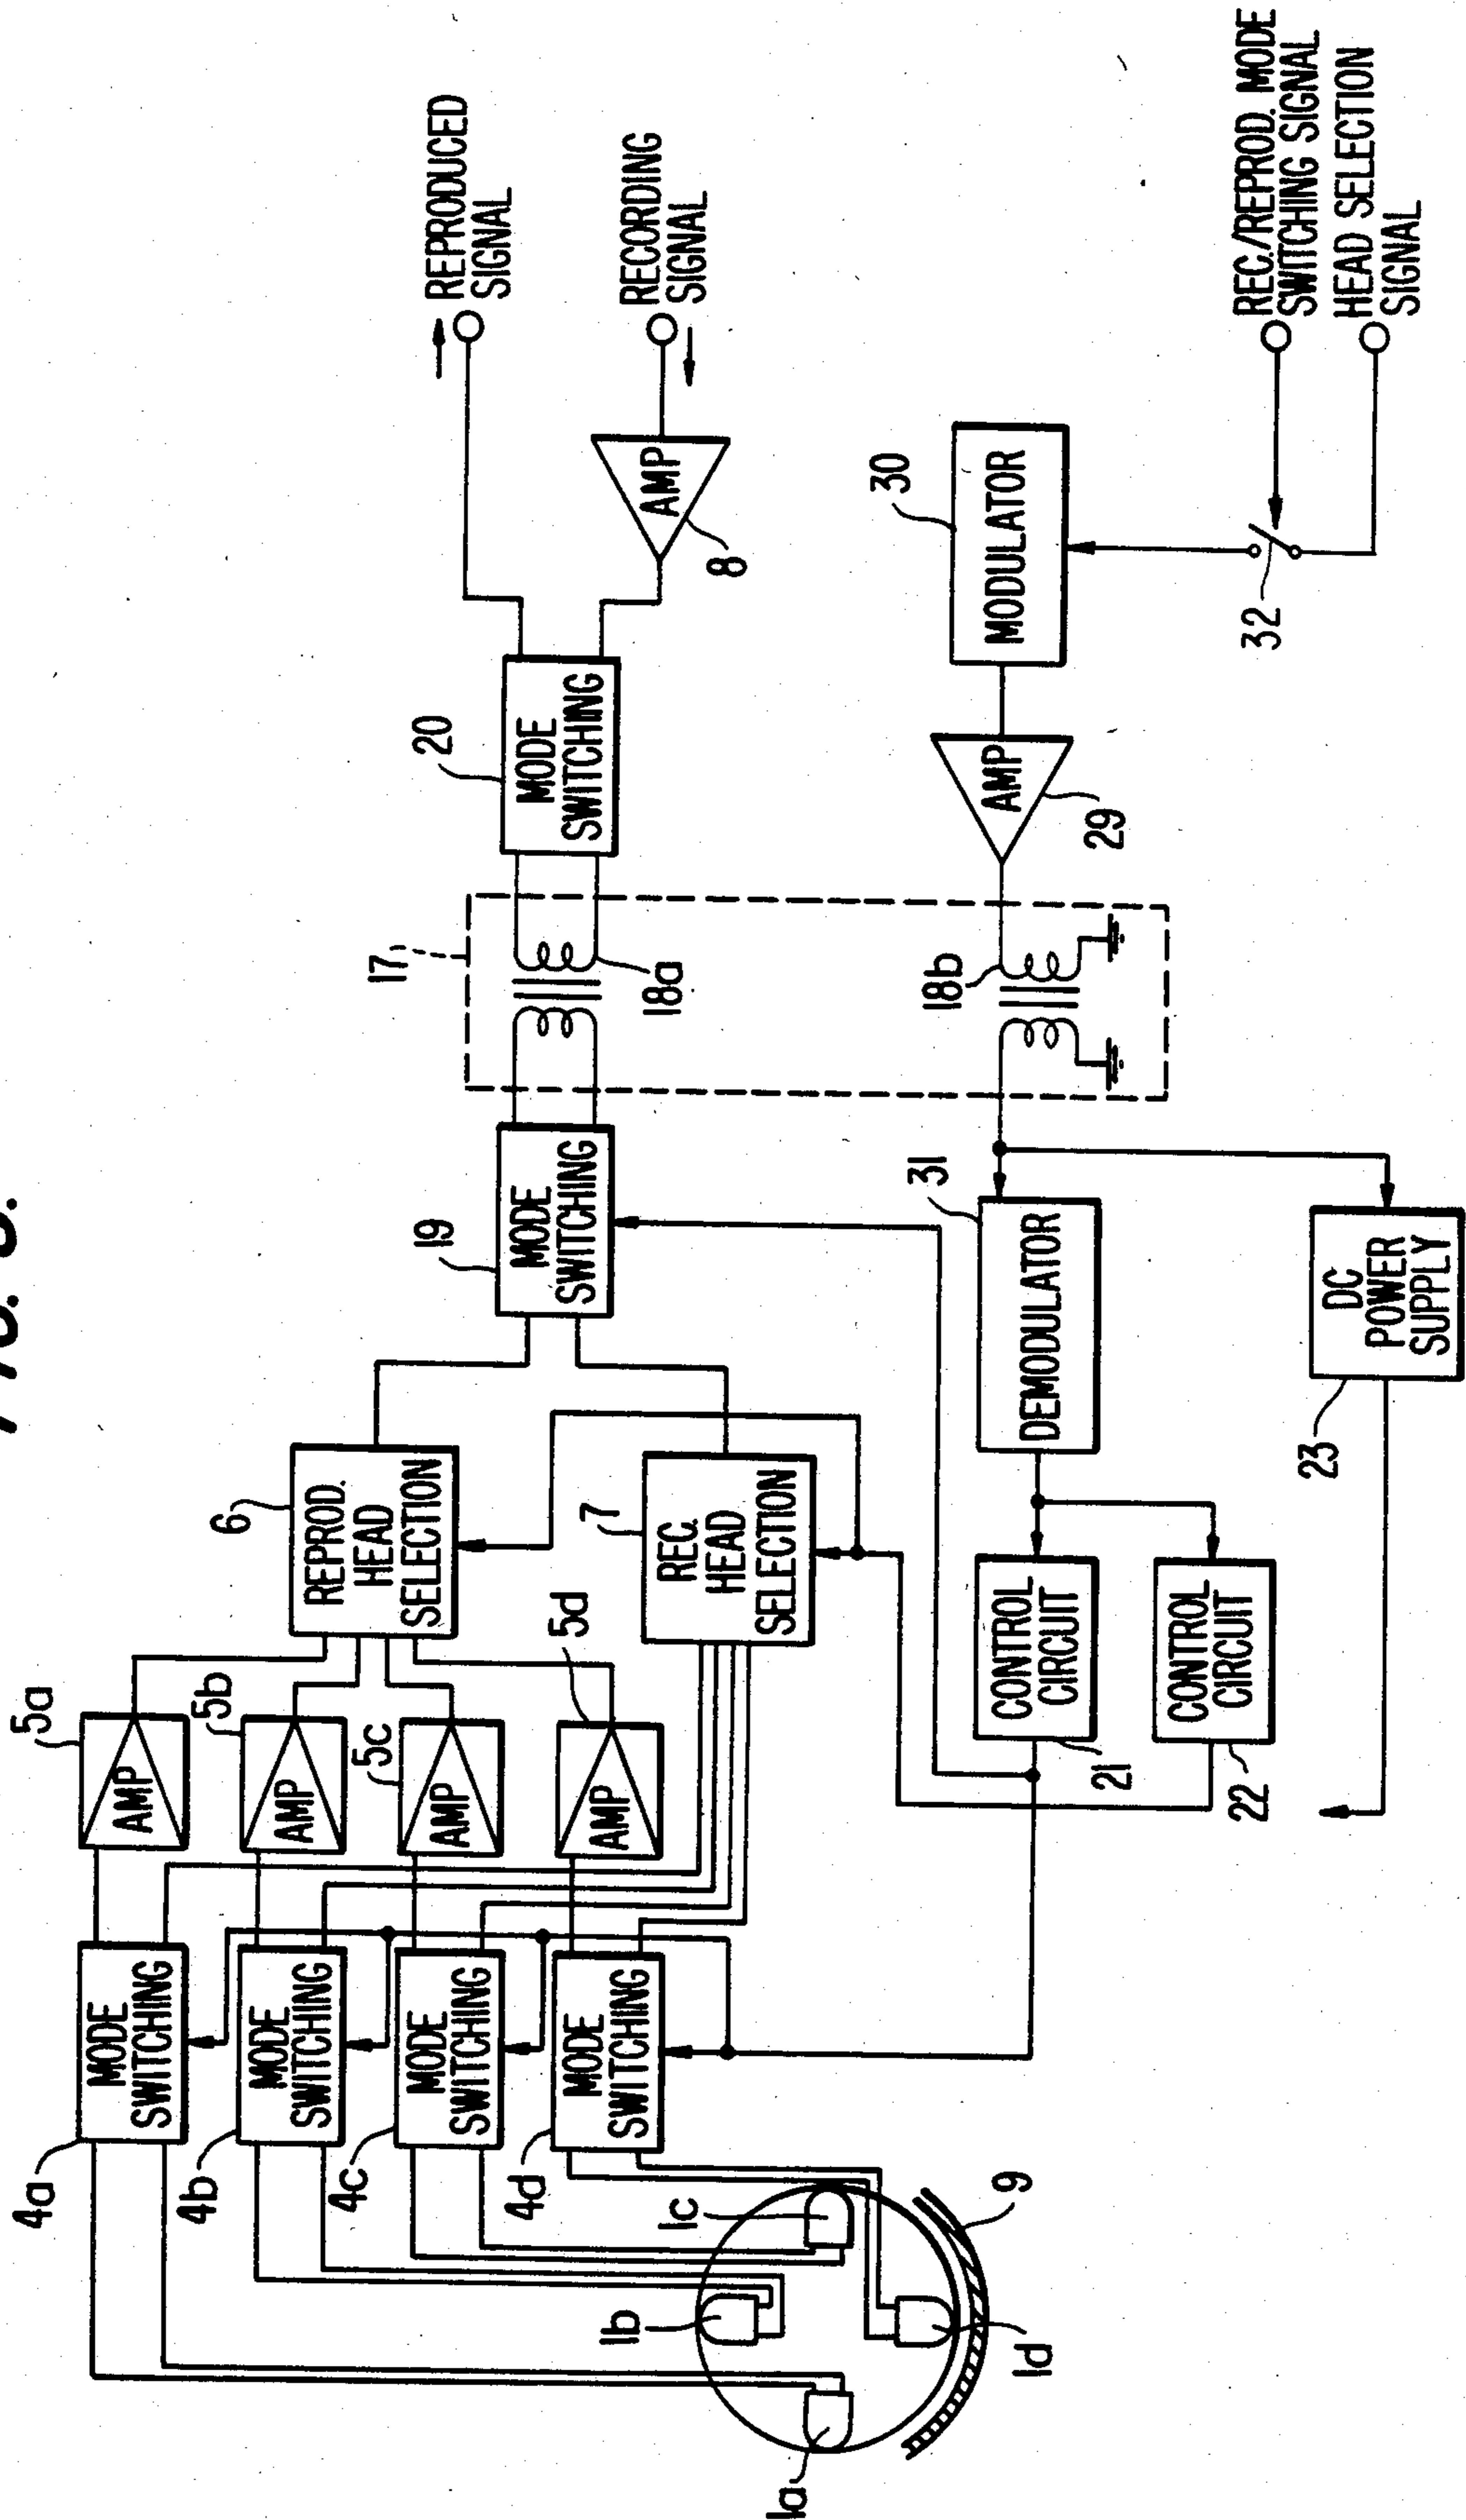 4a
MODE
SWITCHING
5a
AMP
4b
MODE
SWITCHING
5b
AMP
4c
MODE
SWITCHING
5c
AMP
4d
MODE
SWITCHING
5d
AMP
6
REPROD.
HEAD
SELECTION
7
REC
HEAD
SELECTION
19
MODE
SWITCHING
17
18a
18b
20
MODE
SWITCHING
REPRODUCED
SIGNAL
RECORDING
SIGNAL
AMP
8
1a
1b
1c
1d
9
CONTROL
CIRCUIT
21
CONTROL
CIRCUIT
22
31
DEMODULATOR
DC
POWER
SUPPLY
23
AMP
29
30
MODULATOR
32
REC./REPROD. MODE
SWITCHING SIGNAL
HEAD SELECTION
SIGNAL